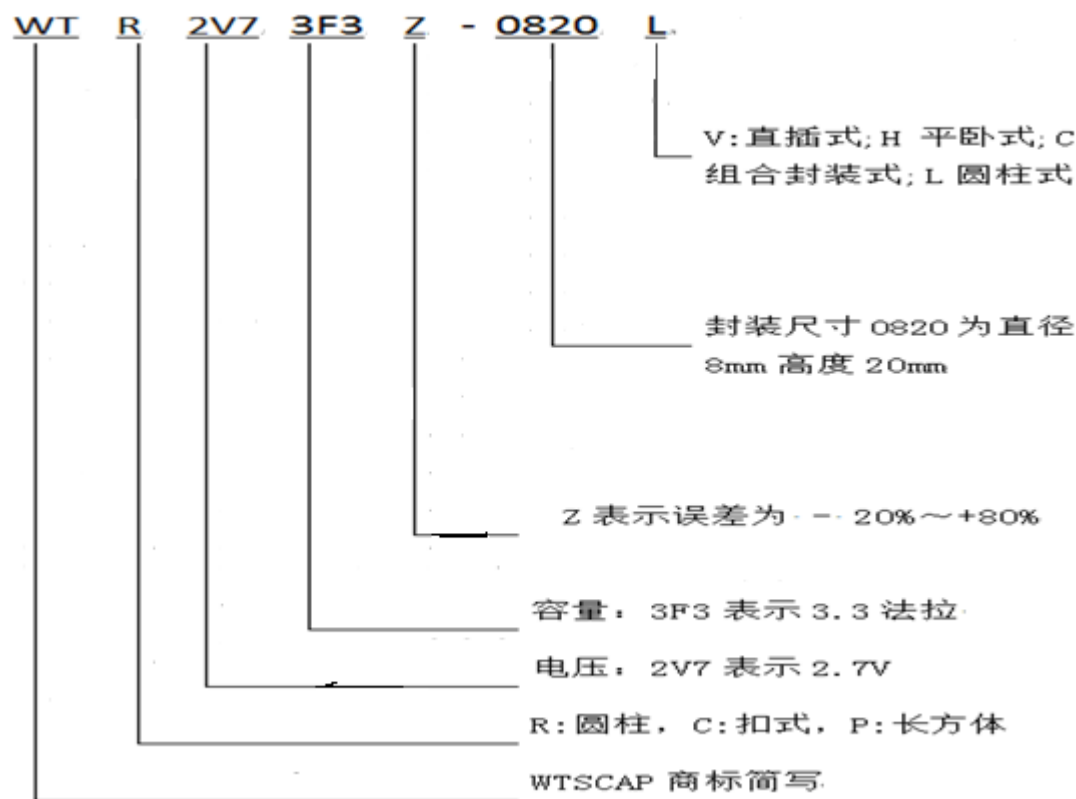 WT R 2V7 3F3 Z - 0820 L
V:直插式;H 平卧式;C
组合封装式;L 圆柱式
封装尺寸 0820 为直径
8mm 高度 20mm
Z 表示误差为 - 20%～+80%
容量：3F3 表示 3.3 法拉
电压：2V7 表示 2.7V
R:圆柱，C:扣式，P:长方体
WTSCAP 商标简写